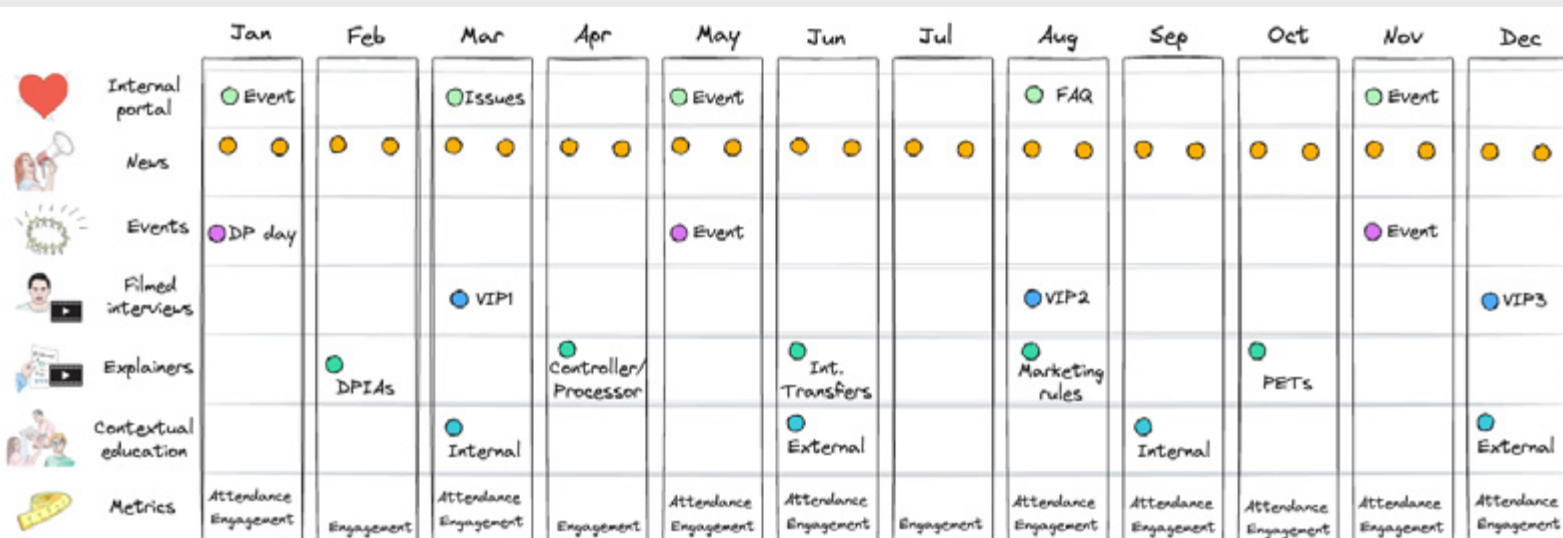 Jan Feb Mar Apr May Jun Jul Aug Sep Oct Nov Dec
Internal
portal
Event Issues Event FAQ Event
News
Events
DP day Event Event
Filmed
interviews
VIP1 VIP2 VIP3
Explainers
DPIAs
Controller/
Processor
Int.
Transfers
Marketing
rules
PETs
Contextual
education
Internal External Internal External
Metrics
Attendance Attendance Attendance Attendance Attendance Attendance Attendance Attendance Attendance
Engagement Engagement Engagement Engagement Engagement Engagement Engagement Engagement Engagement Engagement Engagement Engagement